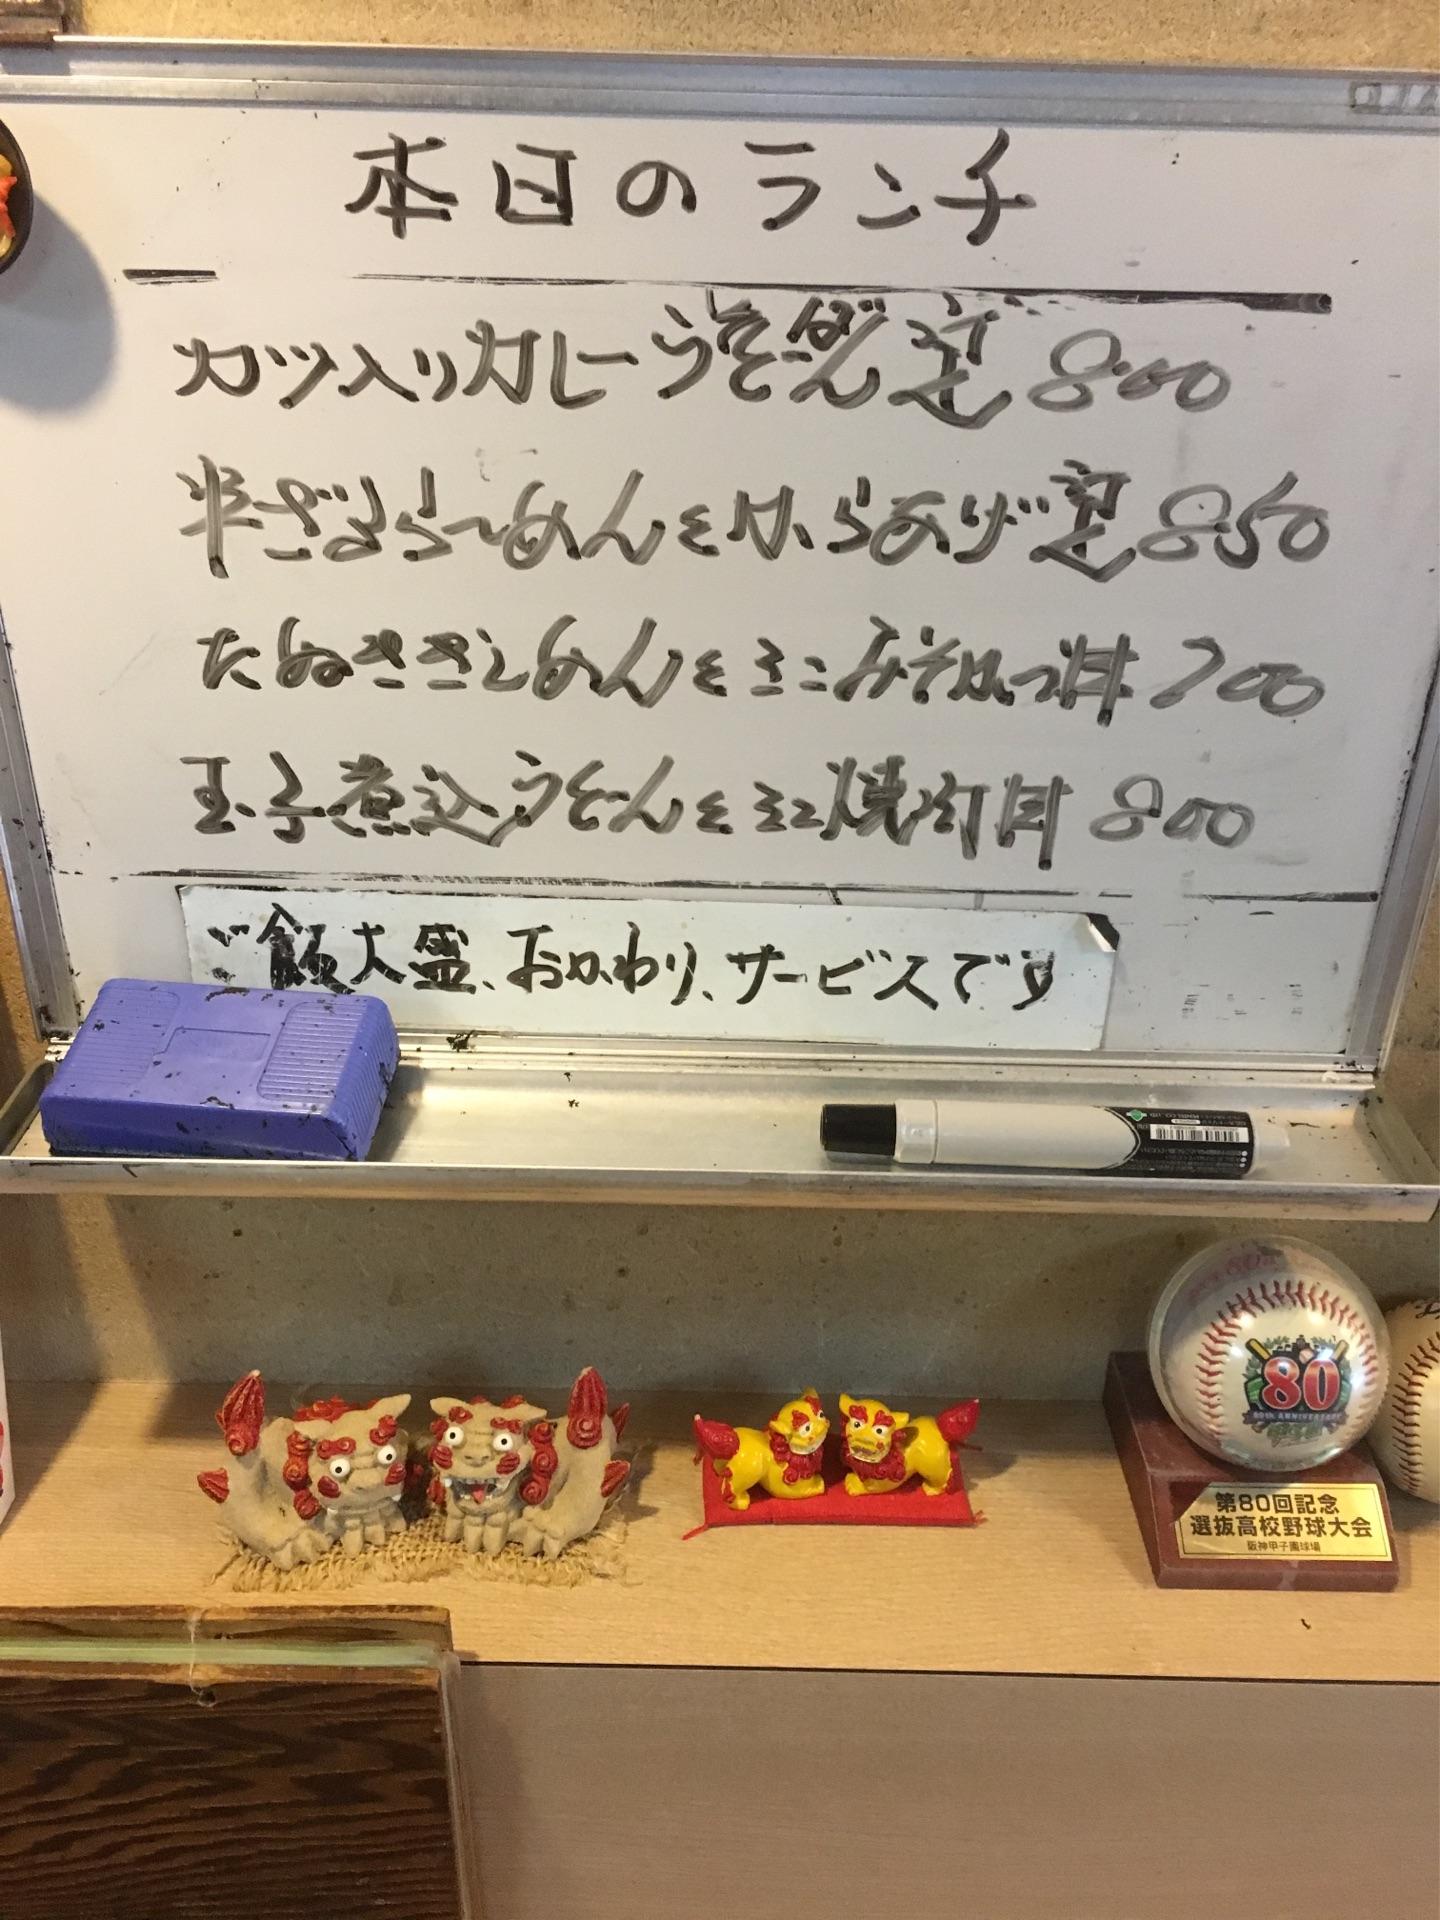 本日のランチ
カツ入りカレーうどん定 800
半ざるらーめんとからあげ定 850
たぬききしめんとミニみそかつ丼 700
玉子煮込うどんとミニ焼肉丼 800
ご飯大盛、おかわり、サービスです
80
80th ANNIVERSARY
第80回記念
選抜高校野球大会
阪神甲子園球場